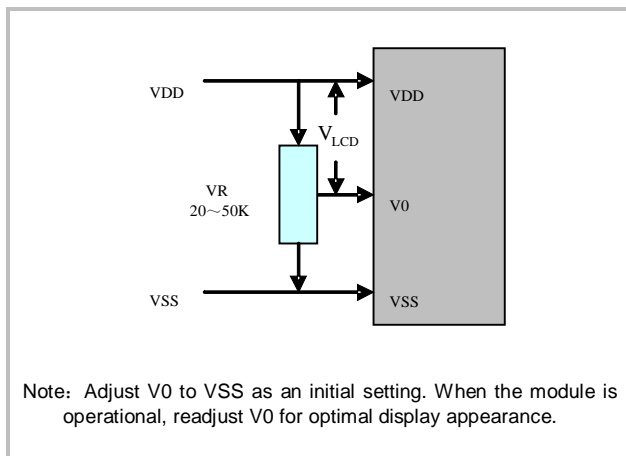 VDD
VDD
V_LCD
VR
20～50K
V0
VSS
VSS
Note：Adjust V0 to VSS as an initial setting. When the module is
operational, readjust V0 for optimal display appearance.